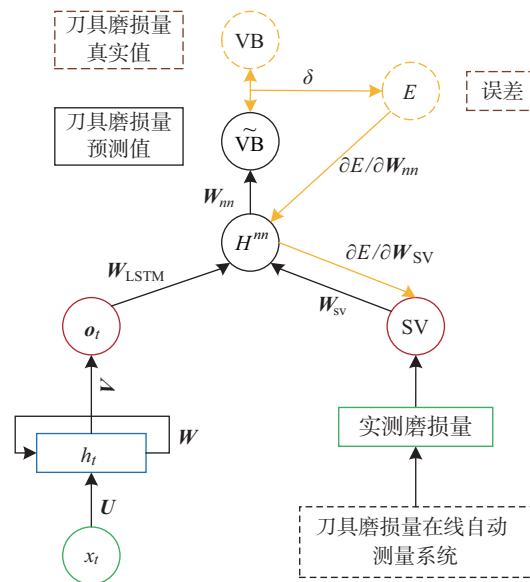 刀具磨损量
真实值
VB
δ
E
误差
刀具磨损量
预测值
ṼB
∂E/∂W_nn
W_nn
H^nn
∂E/∂W_SV
W_LSTM
W_sv
o_t
SV
V
实测磨损量
W
h_t
U
刀具磨损量在线自动
测量系统
x_t